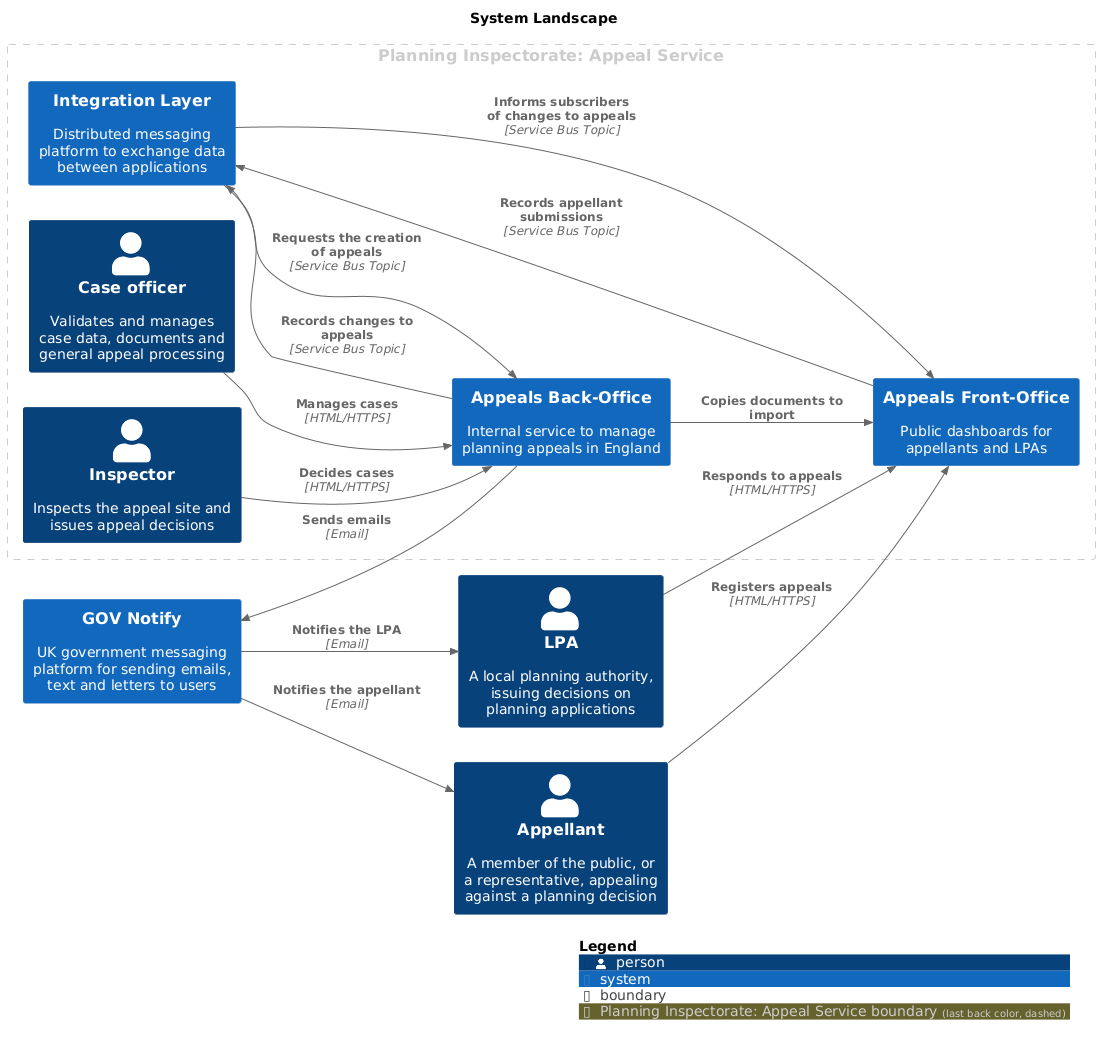 System Landscape
Planning Inspectorate: Appeal Service
Integration Layer
Distributed messaging
platform to exchange data
between applications
Informs subscribers
of changes to appeals
[Service Bus Topic]
Records appellant
submissions
[Service Bus Topic]
Case officer
Validates and manages
case data, documents and
general appeal processing
Requests the creation
of appeals
[Service Bus Topic]
Records changes to
appeals
[Service Bus Topic]
Manages cases
[HTML/HTTPS]
Appeals Back-Office
Internal service to manage
planning appeals in England
Copies documents to
import
Appeals Front-Office
Public dashboards for
appellants and LPAs
Inspector
Inspects the appeal site and
issues appeal decisions
Decides cases
[HTML/HTTPS]
Sends emails
[Email]
Responds to appeals
[HTML/HTTPS]
Registers appeals
[HTML/HTTPS]
GOV Notify
UK government messaging
platform for sending emails,
text and letters to users
Notifies the LPA
[Email]
Notifies the appellant
[Email]
LPA
A local planning authority,
issuing decisions on
planning applications
Appellant
A member of the public, or
a representative, appealing
against a planning decision
Legend
person
system
boundary
Planning Inspectorate: Appeal Service boundary (last back color, dashed)